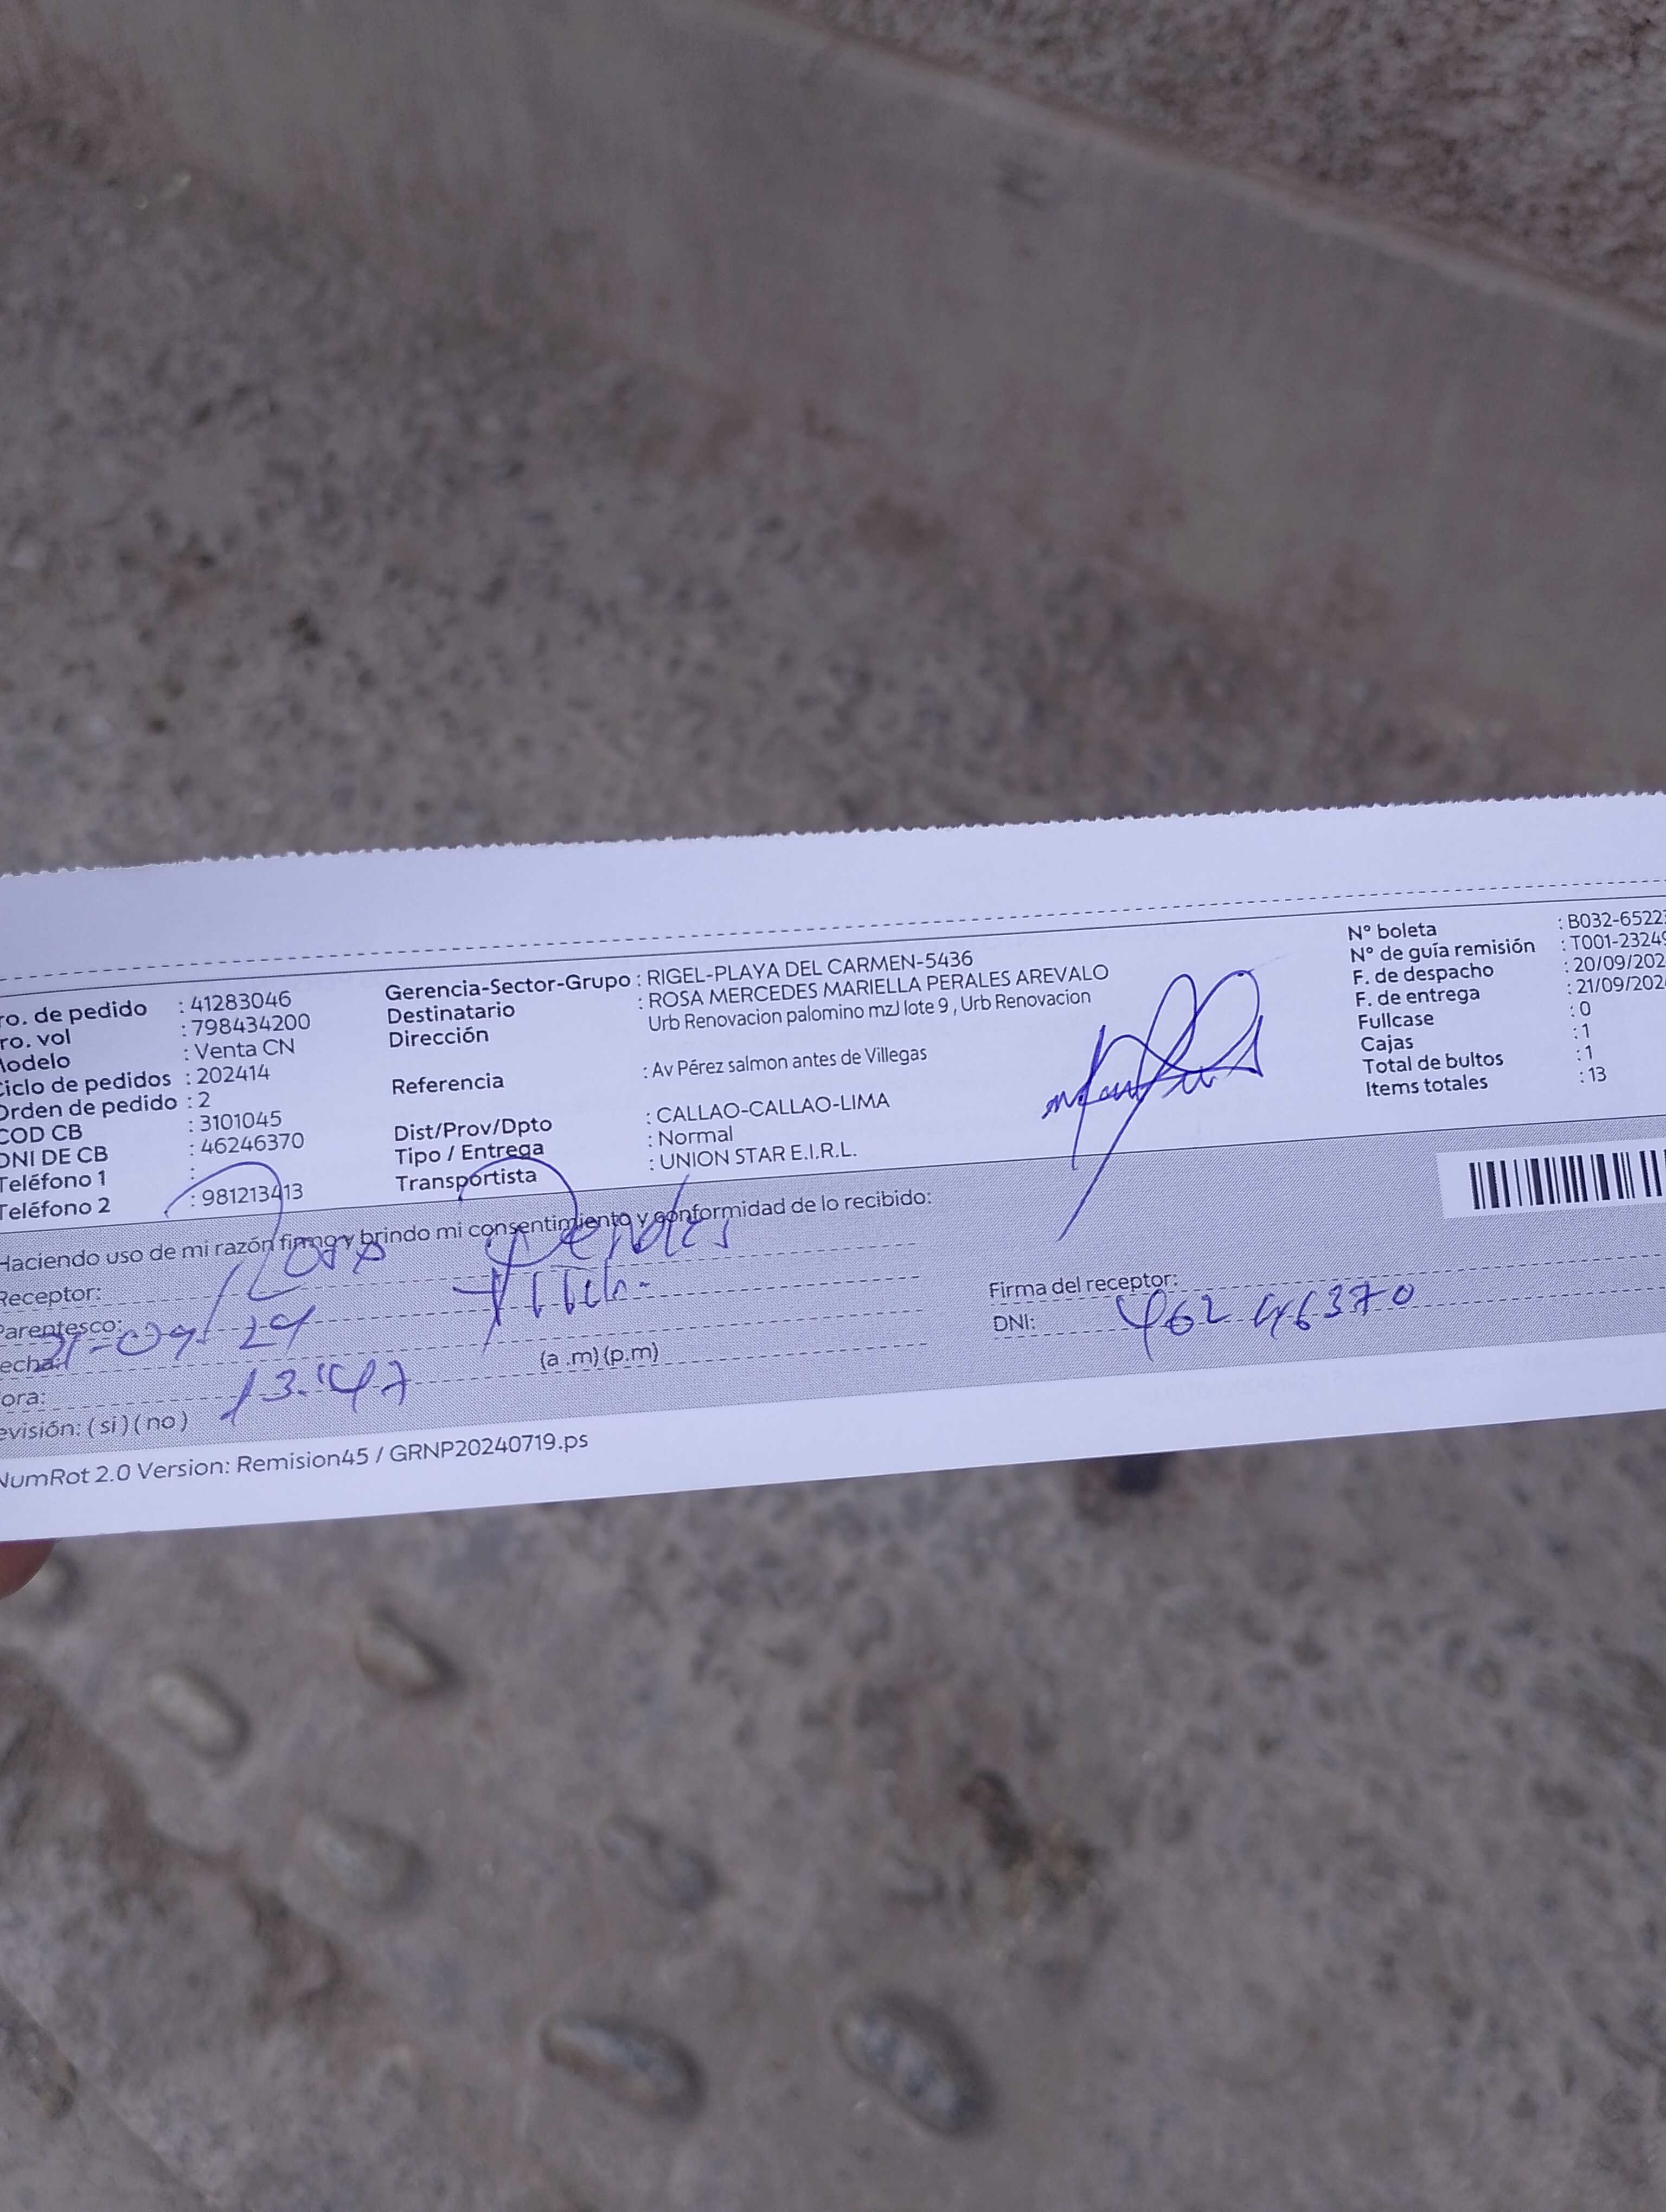 ro. de pedido : 41283046
ro. vol : 798434200
Modelo : Venta CN
Ciclo de pedidos : 202414
Orden de pedido : 2
COD CB : 3101045
DNI DE CB : 46246370
Teléfono 1 :
Teléfono 2 : 981213413
Gerencia-Sector-Grupo : RIGEL-PLAYA DEL CARMEN-5436
Destinatario : ROSA MERCEDES MARIELLA PERALES AREVALO
Dirección Urb Renovacion palomino mzJ lote 9 , Urb Renovacion
Referencia : Av Pérez salmon antes de Villegas
Dist/Prov/Dpto : CALLAO-CALLAO-LIMA
Tipo / Entrega : Normal
Transportista : UNION STAR E.I.R.L.
N° boleta : B032-6522
N° de guía remisión : T001-2324
F. de despacho : 20/09/202
F. de entrega : 21/09/202
Fullcase : 0
Cajas : 1
Total de bultos : 1
Items totales : 13
Haciendo uso de mi razón firmo y brindo mi consentimiento y conformidad de lo recibido:
Receptor: Rosa Perales
Parentesco:
echa: 21-09-24
ora: 13:47 (a .m) (p.m)
evisión: ( si ) ( no )
Firma del receptor:
DNI: 46246370
NumRot 2.0 Version: Remision45 / GRNP20240719.ps